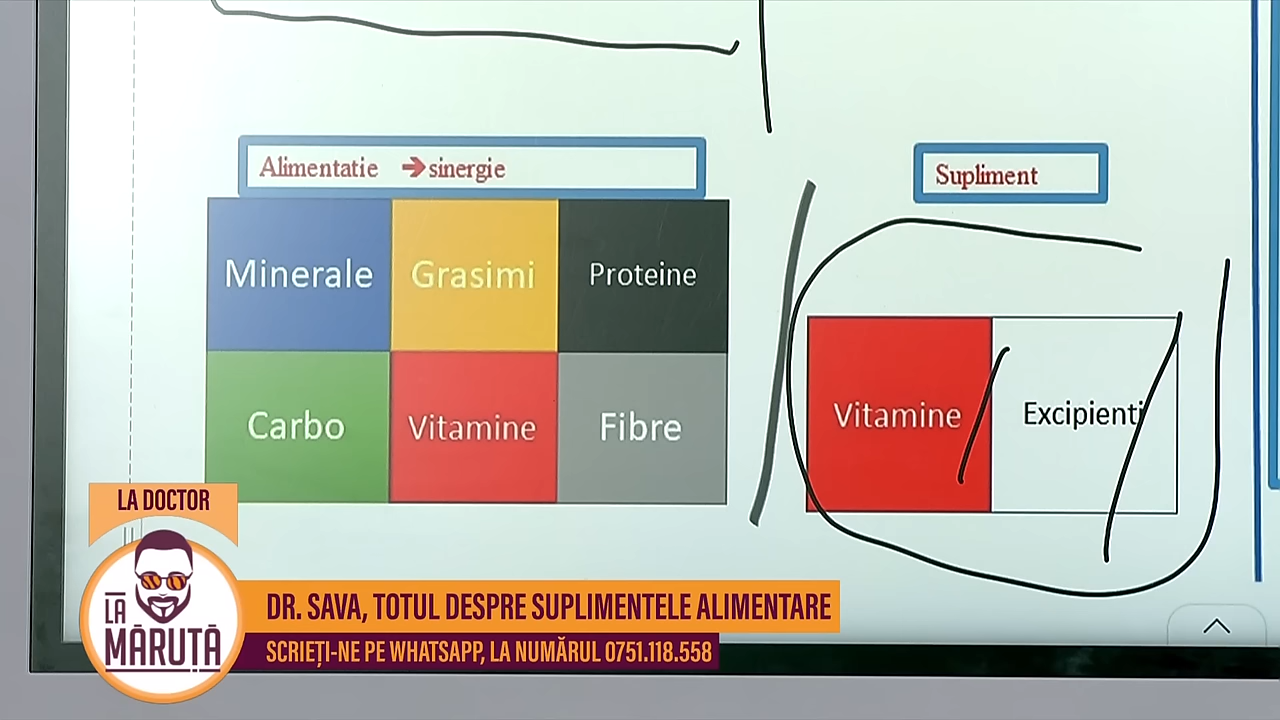 Alimentatie ➔ sinergie
Supliment
Minerale
Grasimi
Proteine
Carbo
Vitamine
Fibre
Vitamine
Excipienti
LA DOCTOR
LA
MĂRUȚĂ
DR. SAVA, TOTUL DESPRE SUPLIMENTELE ALIMENTARE
SCRIEȚI-NE PE WHATSAPP, LA NUMĂRUL 0751.118.558